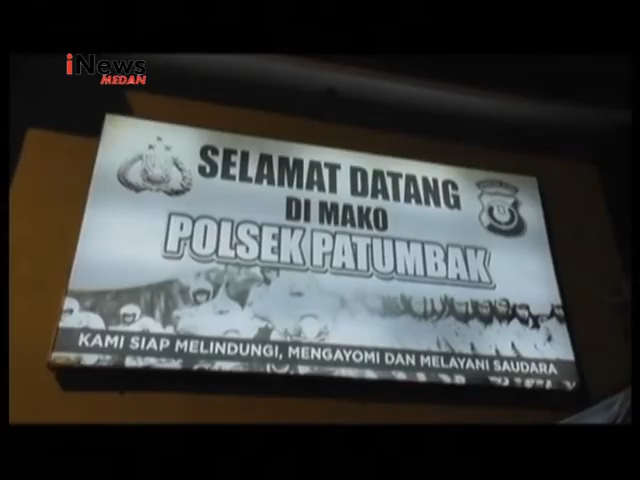 iNews
MEDAN
SELAMAT DATANG
DI MAKO
POLSEK PATUMBAK
KAMI SIAP MELINDUNGI, MENGAYOMI DAN MELAYANI SAUDARA